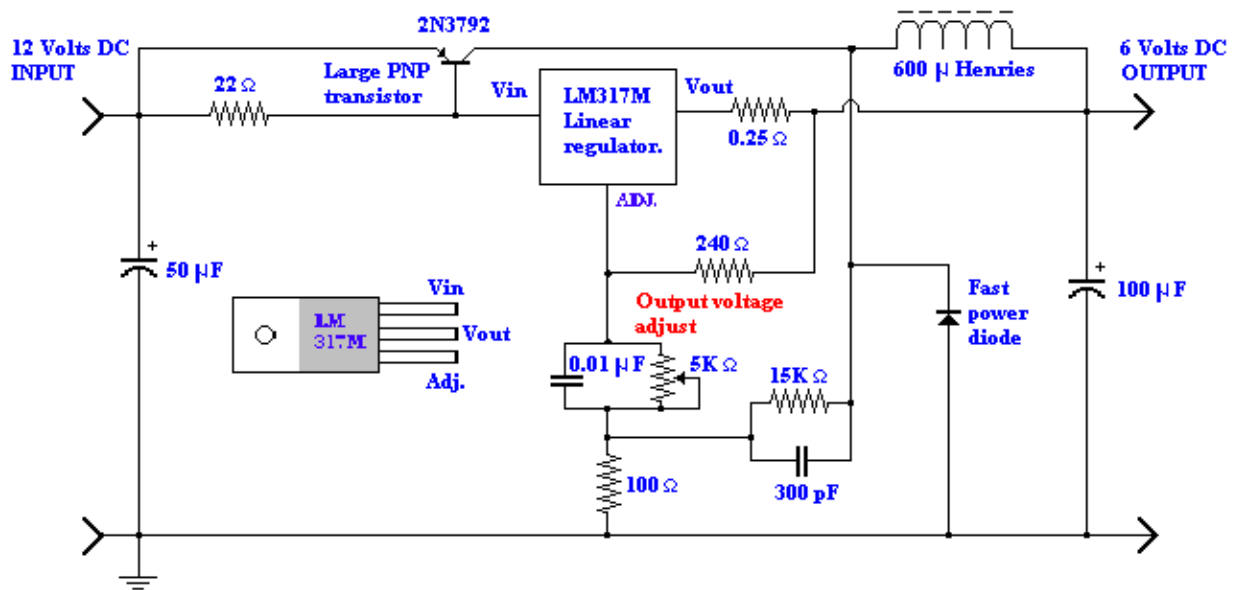 2N3792
12 Volts DC
INPUT
6 Volts DC
OUTPUT
600 μ Henries
22 Ω
Large PNP
transistor
Vin
LM317M
Linear
regulator.
Vout
0.25 Ω
ADJ.
240 Ω
50 μF
Output voltage
adjust
Vin
LM
317M
Vout
Adj.
0.01 μF
5K Ω
15K Ω
Fast
power
diode
100 μF
100 Ω
300 pF
+
+